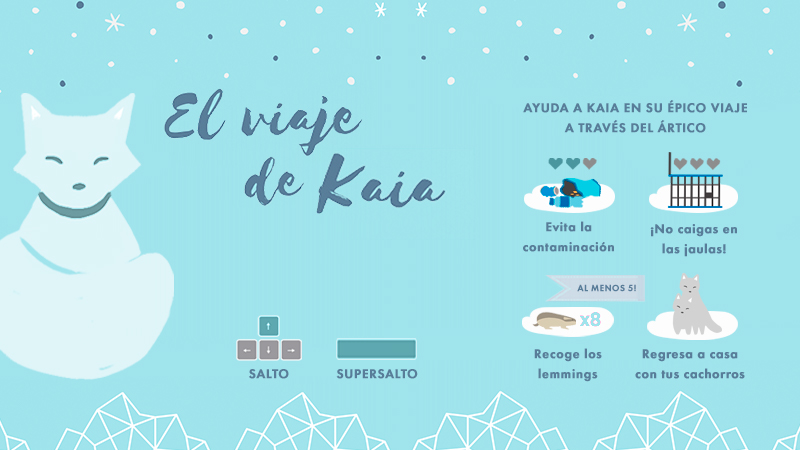 El viaje
de Kaia
AYUDA A KAIA EN SU ÉPICO VIAJE
A TRAVÉS DEL ÁRTICO
Evita la
contaminación
¡No caigas en
las jaulas!
AL MENOS 5!
x8
Recoge los
lemmings
Regresa a casa
con tus cachorros
↑
← ↓ →
SALTO
SUPERSALTO